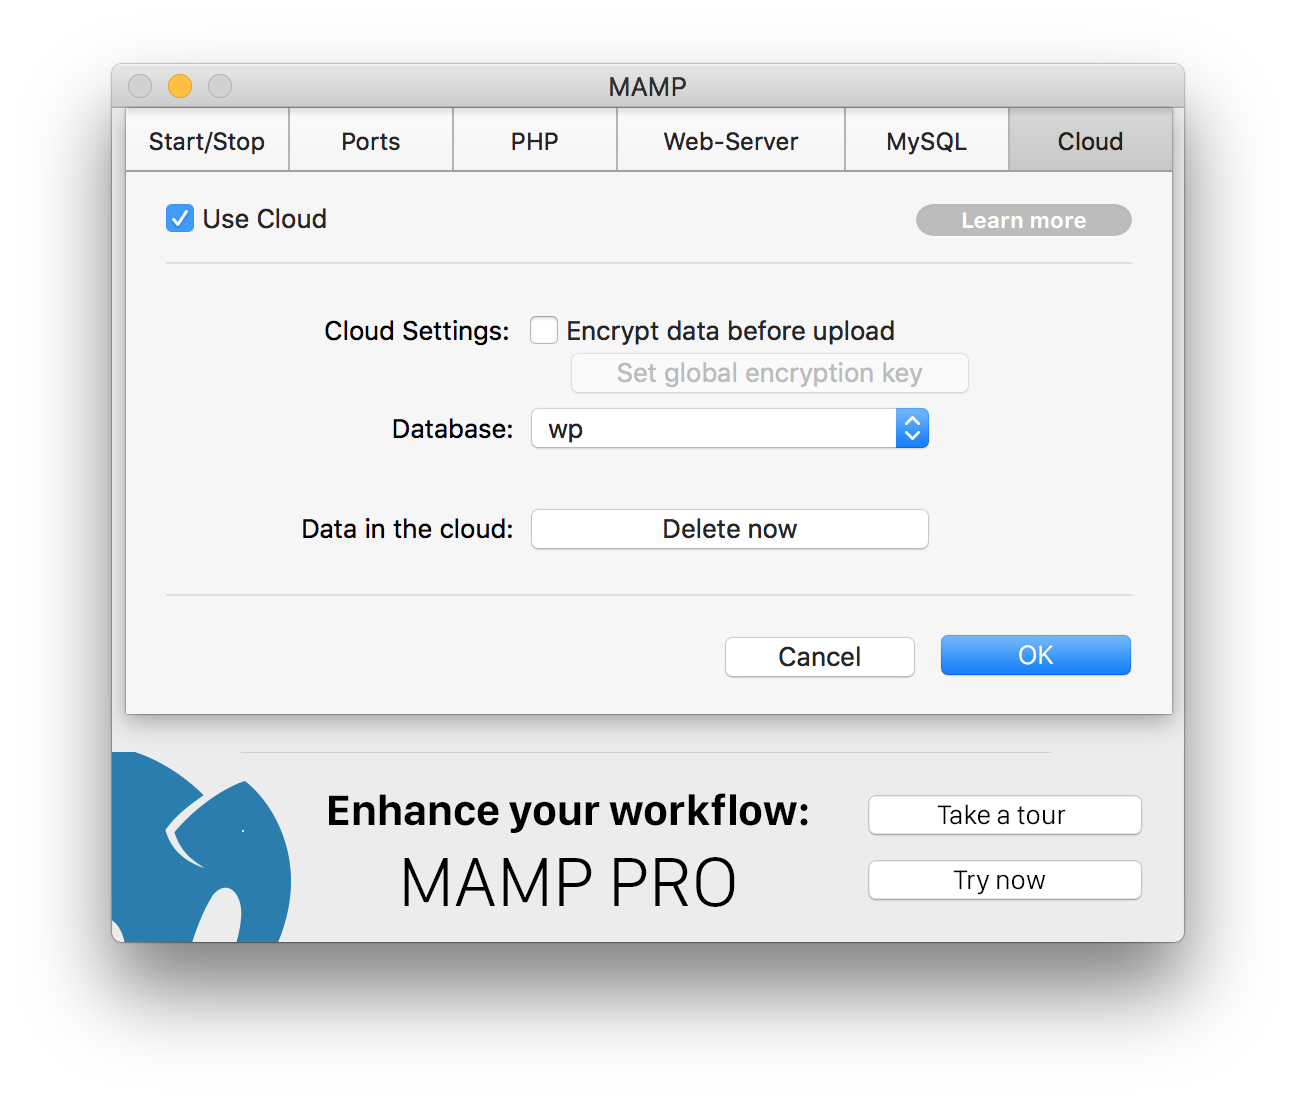 MAMP
Start/Stop Ports PHP Web-Server MySQL Cloud
Use Cloud Learn more
Cloud Settings: Encrypt data before upload
Set global encryption key
Database: wp
Data in the cloud: Delete now
Cancel OK
Enhance your workflow: Take a tour
MAMP PRO Try now